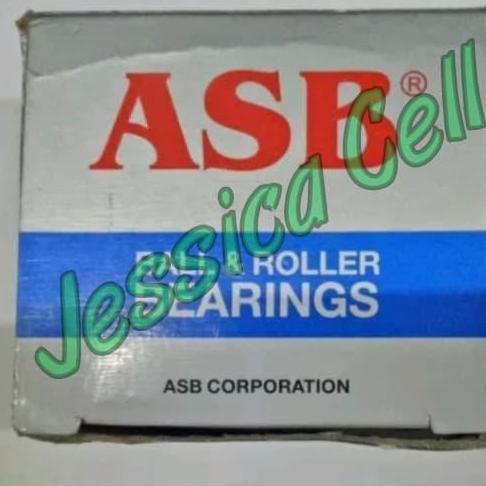 ASB®
BALL & ROLLER
BEARINGS
ASB CORPORATION
Jessica Cell